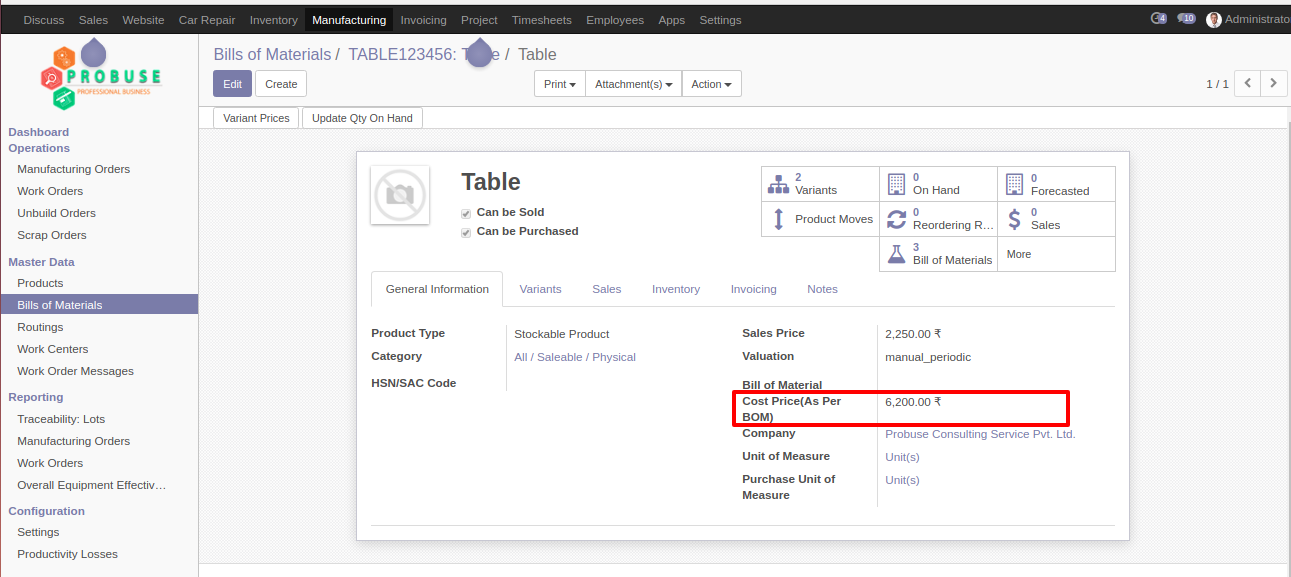 Discuss Sales Website Car Repair Inventory Manufacturing Invoicing Project Timesheets Employees Apps Settings 4 10 Administrato
PROBUSE
PROFESSIONAL BUSINESS
Bills of Materials / TABLE123456: / Table
Edit Create Print Attachment(s) Action 1 / 1
Variant Prices Update Qty On Hand
Dashboard
Operations
Manufacturing Orders
Work Orders
Unbuild Orders
Scrap Orders
Master Data
Products
Bills of Materials
Routings
Work Centers
Work Order Messages
Reporting
Traceability: Lots
Manufacturing Orders
Work Orders
Overall Equipment Effectiv…
Configuration
Settings
Productivity Losses
Table
Can be Sold
Can be Purchased
2
Variants
0
On Hand
0
Forecasted
Product Moves
0
Reordering R...
0
Sales
3
Bill of Materials
More
General Information Variants Sales Inventory Invoicing Notes
Product Type Stockable Product
Category All / Saleable / Physical
HSN/SAC Code
Sales Price 2,250.00 ₹
Valuation manual_periodic
Bill of Material
Cost Price(As Per 6,200.00 ₹
BOM)
Company Probuse Consulting Service Pvt. Ltd.
Unit of Measure Unit(s)
Purchase Unit of Unit(s)
Measure